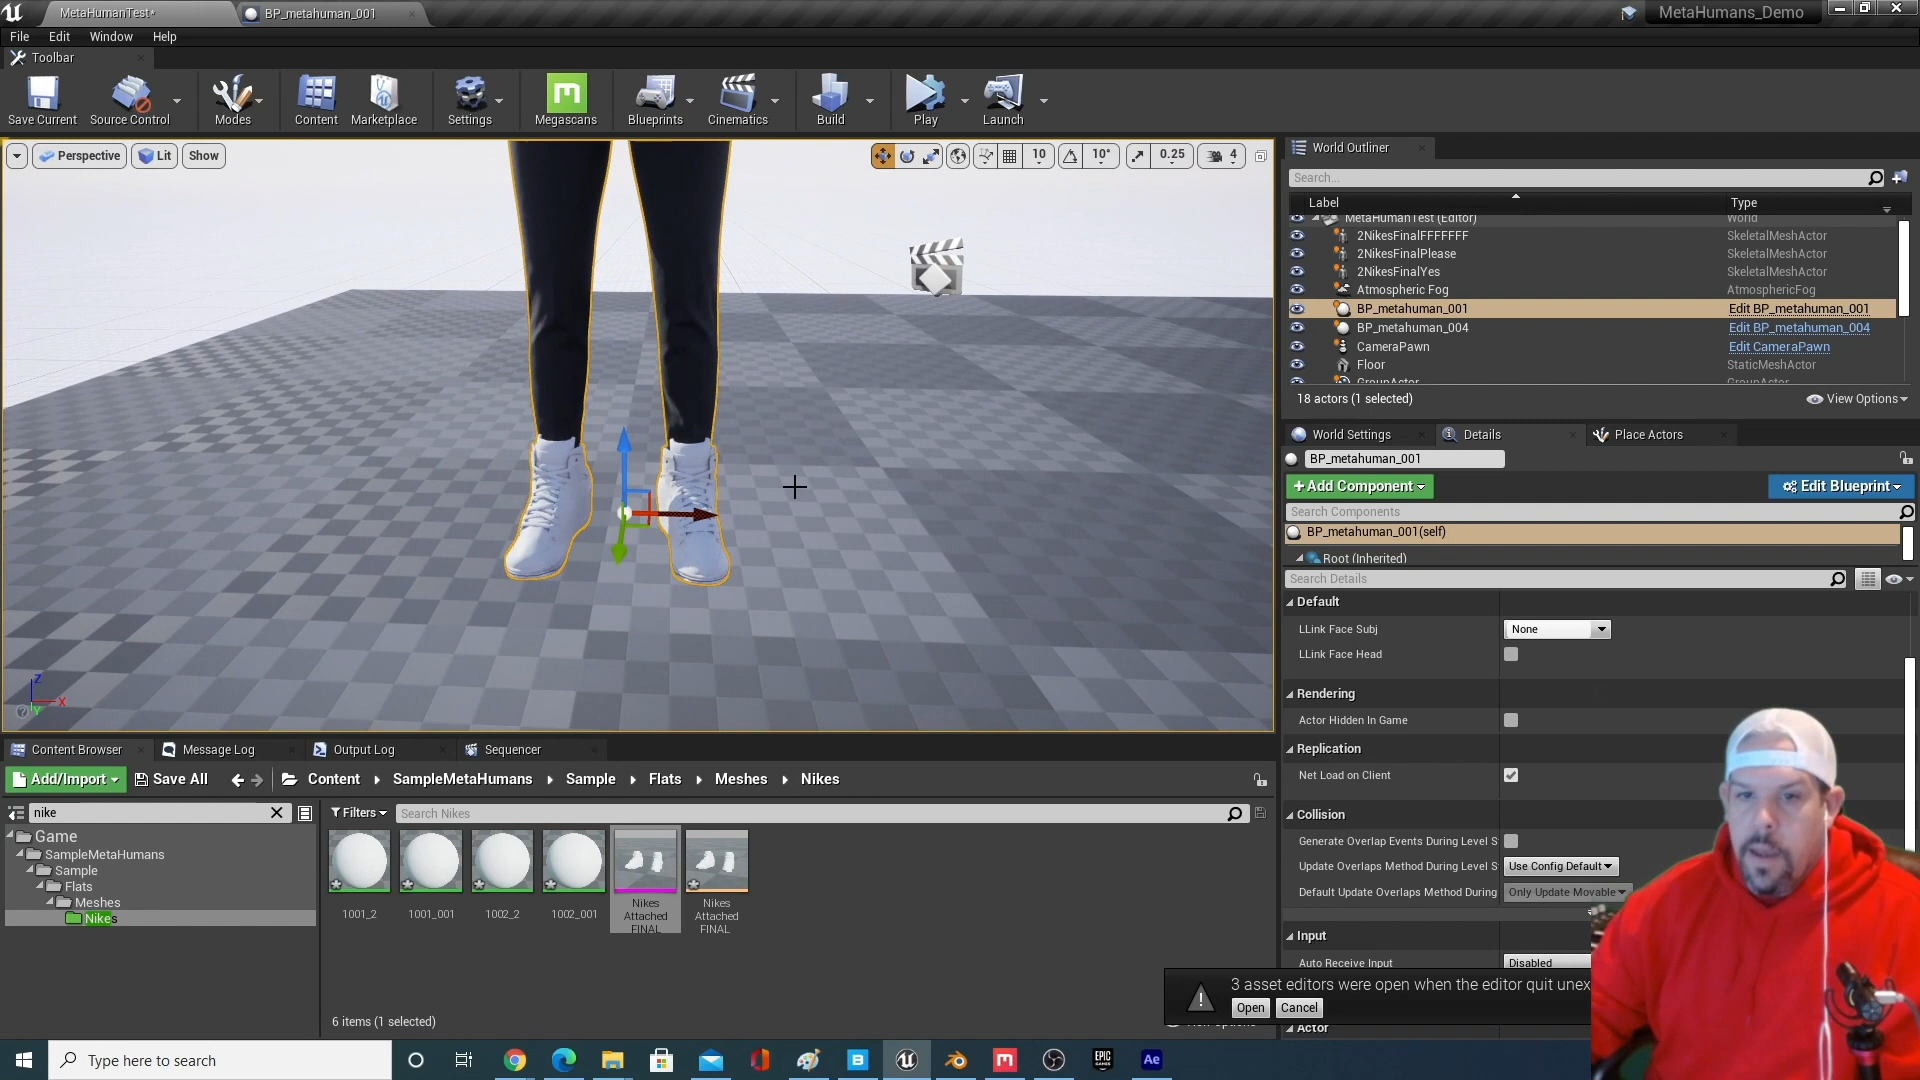 MetaHumanTest*
BP_metahuman_001
MetaHumans_Demo
File Edit Window Help
Toolbar
Save Current
Source Control
Modes
Content
Marketplace
Settings
Megascans
Blueprints
Cinematics
Build
Play
Launch
Perspective
Lit
Show
10
10°
0.25
4
World Outliner
Search...
Label Type
MetaHumanTest (Editor) World
2NikesFinalFFFFFFF SkeletalMeshActor
2NikesFinalPlease SkeletalMeshActor
2NikesFinalYes SkeletalMeshActor
Atmospheric Fog AtmosphericFog
BP_metahuman_001 Edit BP_metahuman_001
BP_metahuman_004 Edit BP_metahuman_004
CameraPawn Edit CameraPawn
Floor StaticMeshActor
GroupActor GroupActor
18 actors (1 selected)
View Options
World Settings
Details
Place Actors
BP_metahuman_001
+Add Component
Edit Blueprint
Search Components
BP_metahuman_001(self)
Root (Inherited)
Search Details
Default
LLink Face Subj None
LLink Face Head
Rendering
Actor Hidden In Game
Replication
Net Load on Client
Collision
Generate Overlap Events During Level S
Update Overlaps Method During Level S Use Config Default
Default Update Overlaps Method During Only Update Movable
Input
Auto Receive Input Disabled
Actor
Z
X
Y
Content Browser
Message Log
Output Log
Sequencer
Add/Import
Save All
Content SampleMetaHumans Sample Flats Meshes Nikes
nike
Filters
Search Nikes
Game
SampleMetaHumans
Sample
Flats
Meshes
Nikes
1001_2
1001_001
1002_2
1002_001
Nikes
Attached
FINAL
Nikes
Attached
FINAL
6 items (1 selected)
3 asset editors were open when the editor quit unex
Open
Cancel
Type here to search
EPIC
GAMES
Ae